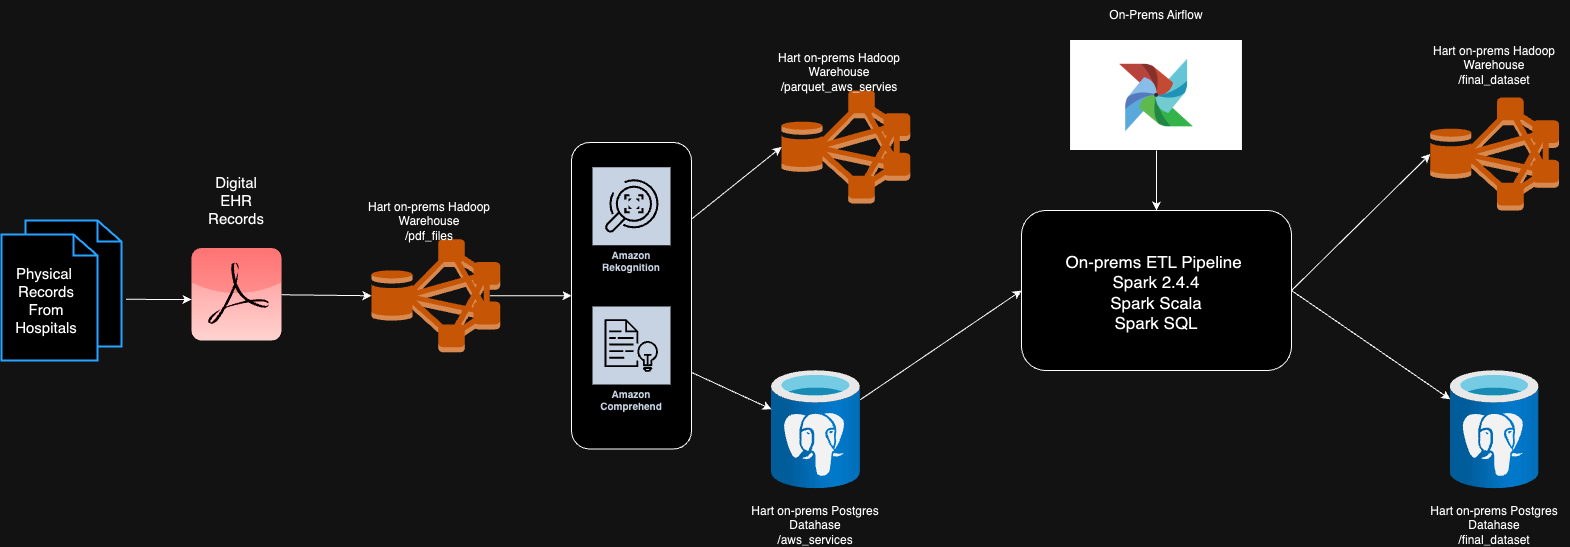 Physical
Records
From
Hospitals
Digital
EHR
Records
Hart on-prems Hadoop
Warehouse
/pdf_files
Amazon
Rekognition
Amazon
Comprehend
Hart on-prems Hadoop
Warehouse
/parquet_aws_servies
Hart on-prems Postgres
Datahase
/aws_services
On-Prems Airflow
On-prems ETL Pipeline
Spark 2.4.4
Spark Scala
Spark SQL
Hart on-prems Hadoop
Warehouse
/final_dataset
Hart on-prems Postgres
Datahase
/final_dataset